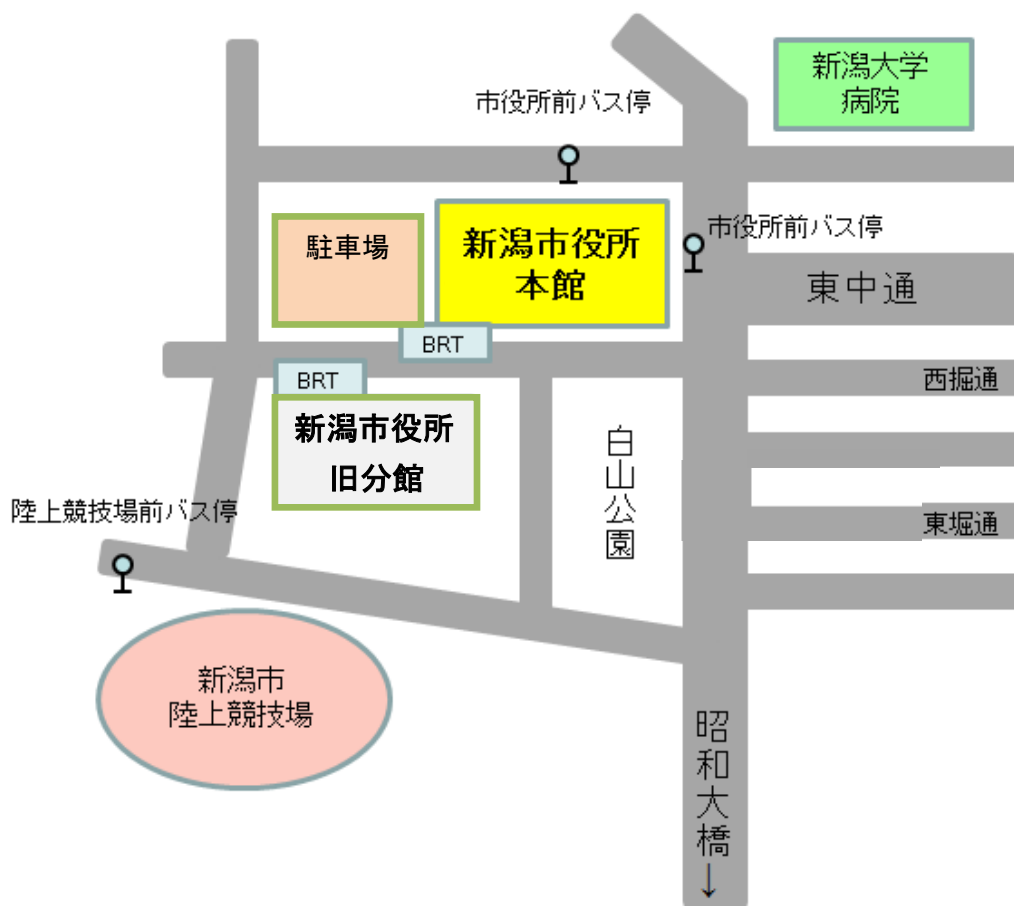 新潟大学
病院
市役所前バス停
市役所前バス停
駐車場
新潟市役所
本館
東中通
BRT
BRT
西掘通
新潟市役所
旧分館
白山公園
陸上競技場前バス停
東堀通
新潟市
陸上競技場
昭和大橋
↓